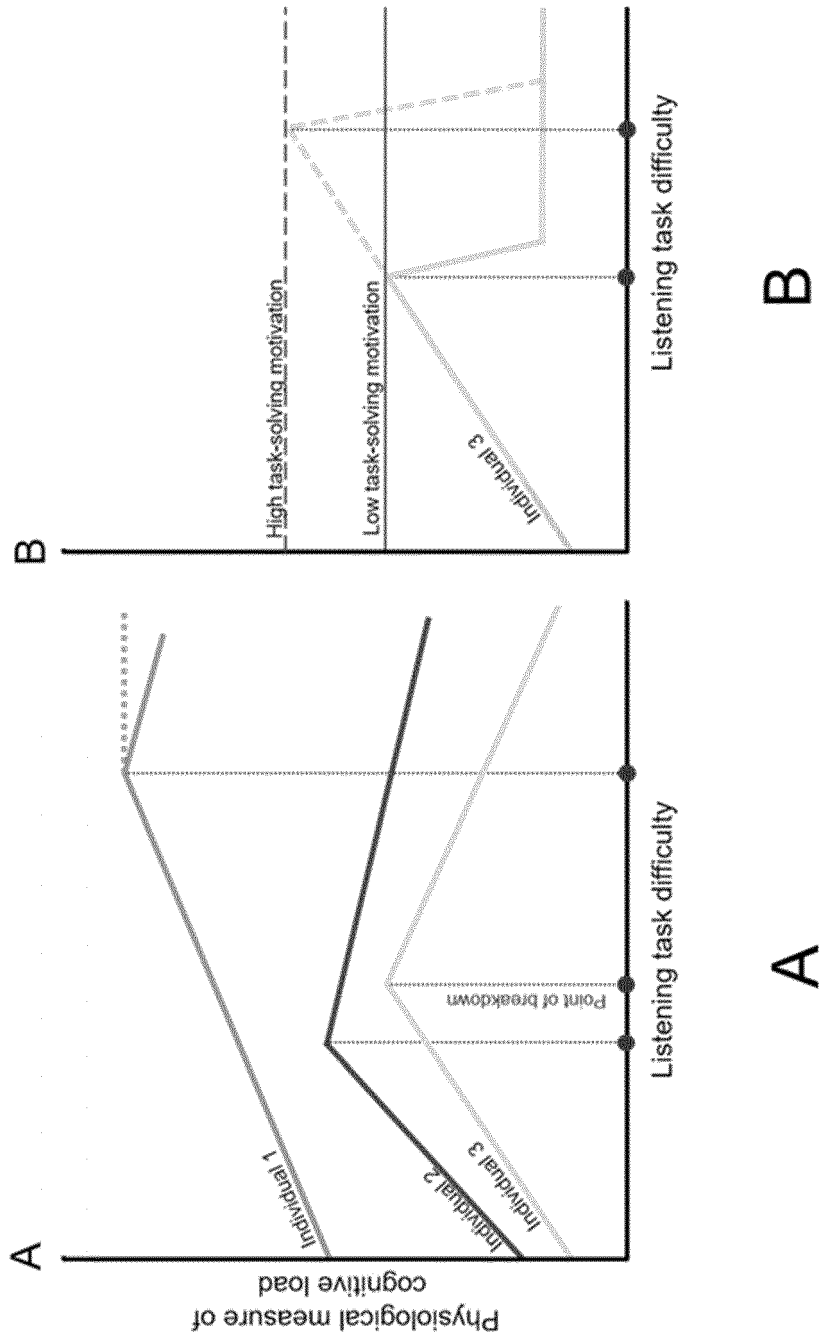 A
Physiological measure of
cognitive load
Individual 1
Individual 2
Individual 3
Point of breakdown
Listening task difficulty
A
B
High task-solving motivation
Low task-solving motivation
Individual 3
Listening task difficulty
B